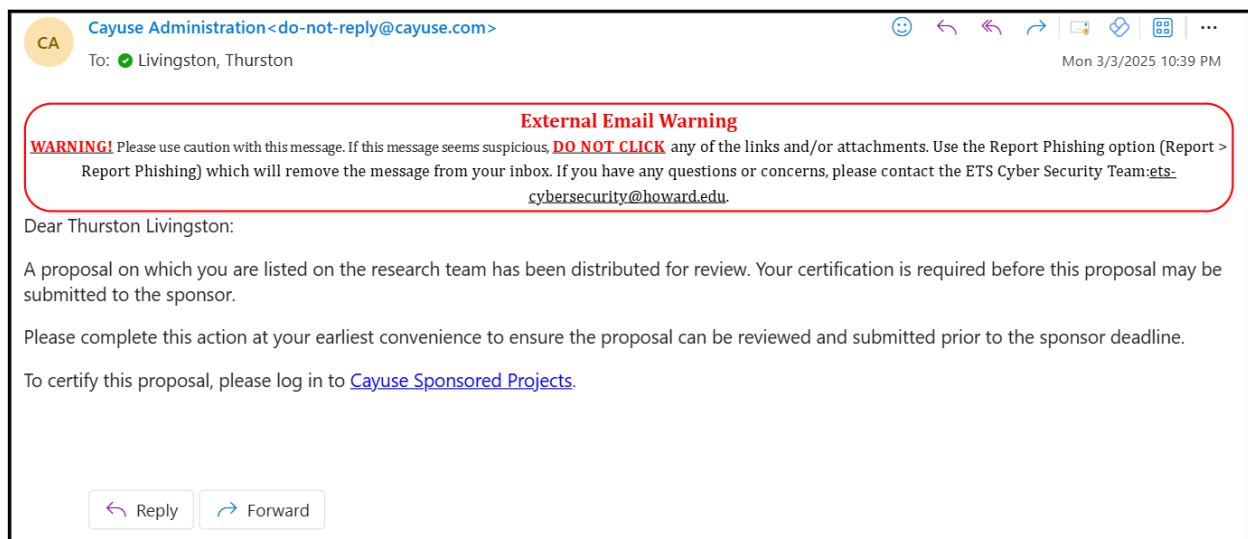 CA
Cayuse Administration<do-not-reply@cayuse.com>
To: Livingston, Thurston
Mon 3/3/2025 10:39 PM
External Email Warning
WARNING! Please use caution with this message. If this message seems suspicious, DO NOT CLICK any of the links and/or attachments. Use the Report Phishing option (Report >
Report Phishing) which will remove the message from your inbox. If you have any questions or concerns, please contact the ETS Cyber Security Team:ets-
cybersecurity@howard.edu.
Dear Thurston Livingston:
A proposal on which you are listed on the research team has been distributed for review. Your certification is required before this proposal may be
submitted to the sponsor.
Please complete this action at your earliest convenience to ensure the proposal can be reviewed and submitted prior to the sponsor deadline.
To certify this proposal, please log in to Cayuse Sponsored Projects.
Reply
Forward